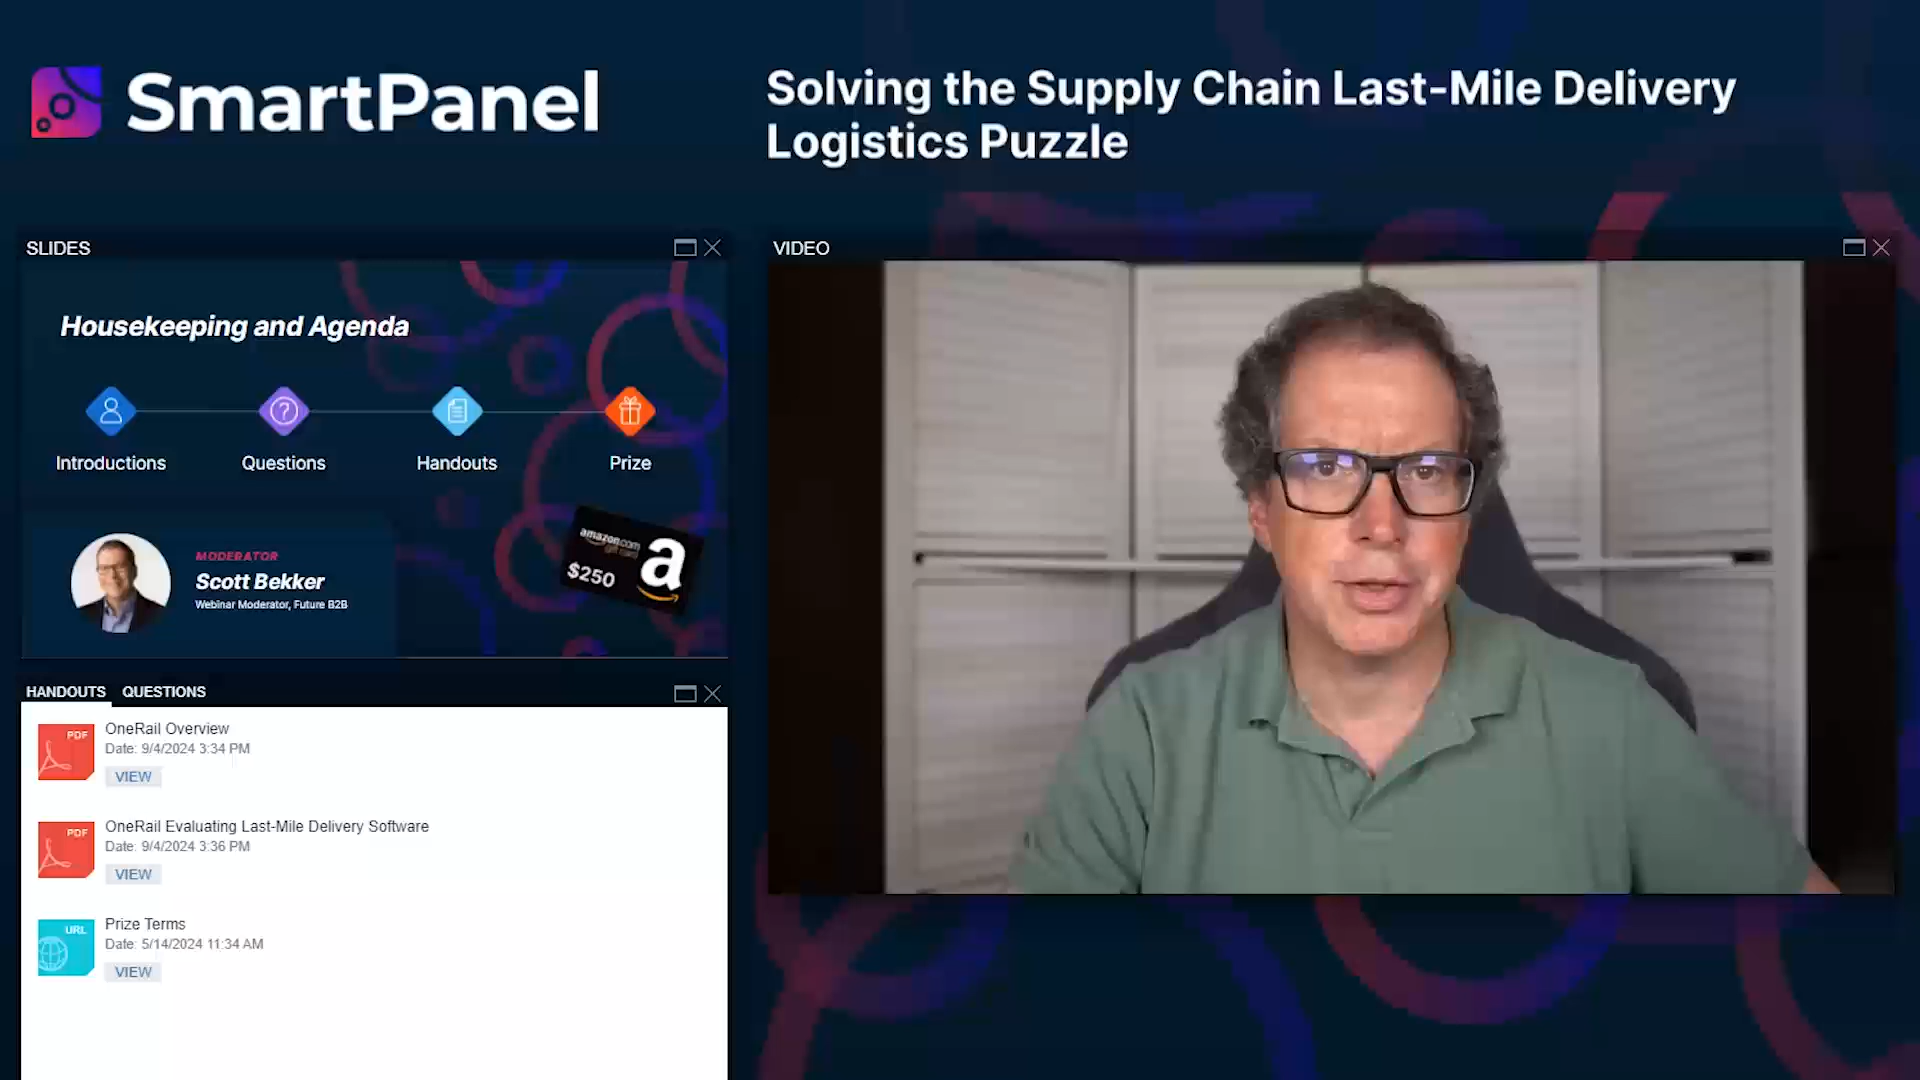 SmartPanel
Solving the Supply Chain Last-Mile Delivery
Logistics Puzzle
SLIDES
Housekeeping and Agenda
Introductions
Questions
Handouts
Prize
MODERATOR
Scott Bekker
Webinar Moderator, Future B2B
amazon.com
gift card
$250
a
VIDEO
HANDOUTS QUESTIONS
PDF
OneRail Overview
Date: 9/4/2024 3:34 PM
VIEW
PDF
OneRail Evaluating Last-Mile Delivery Software
Date: 9/4/2024 3:36 PM
VIEW
URL
Prize Terms
Date: 5/14/2024 11:34 AM
VIEW